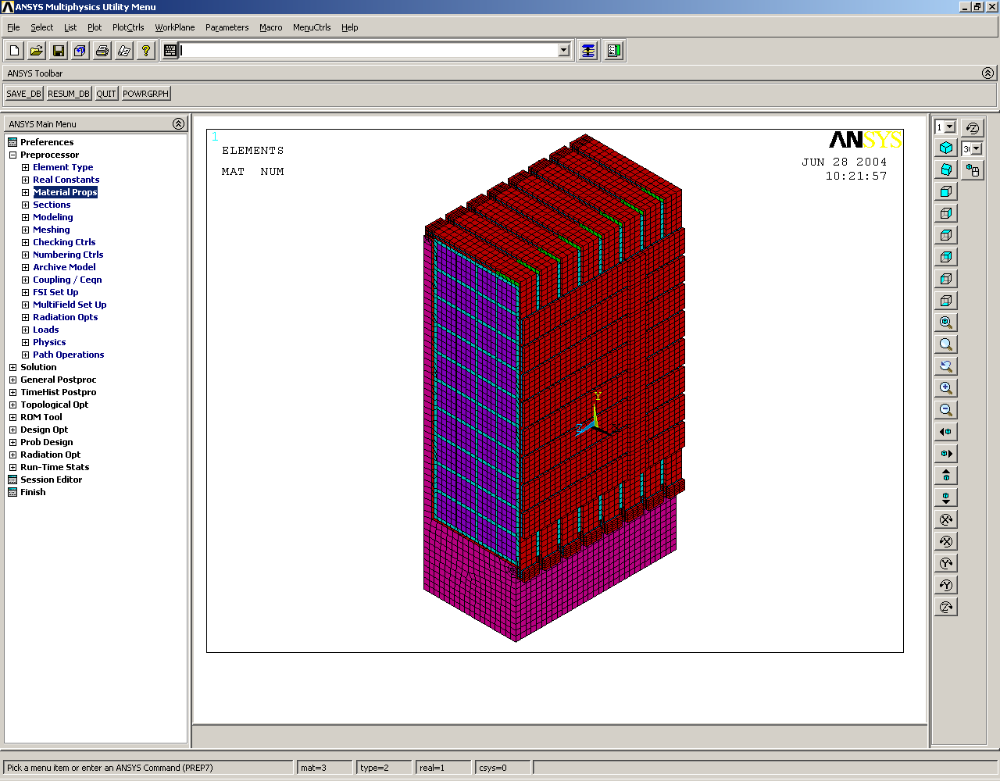 ANSYS Multiphysics Utility Menu
File Select List Plot PlotCtrls WorkPlane Parameters Macro MenuCtrls Help
ANSYS Toolbar
SAVE_DB RESUM_DB QUIT POWRGRPH
ANSYS Main Menu
Preferences
Preprocessor
Element Type
Real Constants
Material Props
Sections
Modeling
Meshing
Checking Ctrls
Numbering Ctrls
Archive Model
Coupling / Ceqn
FSI Set Up
MultiField Set Up
Radiation Opts
Loads
Physics
Path Operations
Solution
General Postproc
TimeHist Postpro
Topological Opt
ROM Tool
Design Opt
Prob Design
Radiation Opt
Run-Time Stats
Session Editor
Finish
1
ELEMENTS
MAT NUM
ANSYS
JUN 28 2004
10:21:57
Y
Z
1
Pick a menu item or enter an ANSYS Command (PREP7) mat=3 type=2 real=1 csys=0